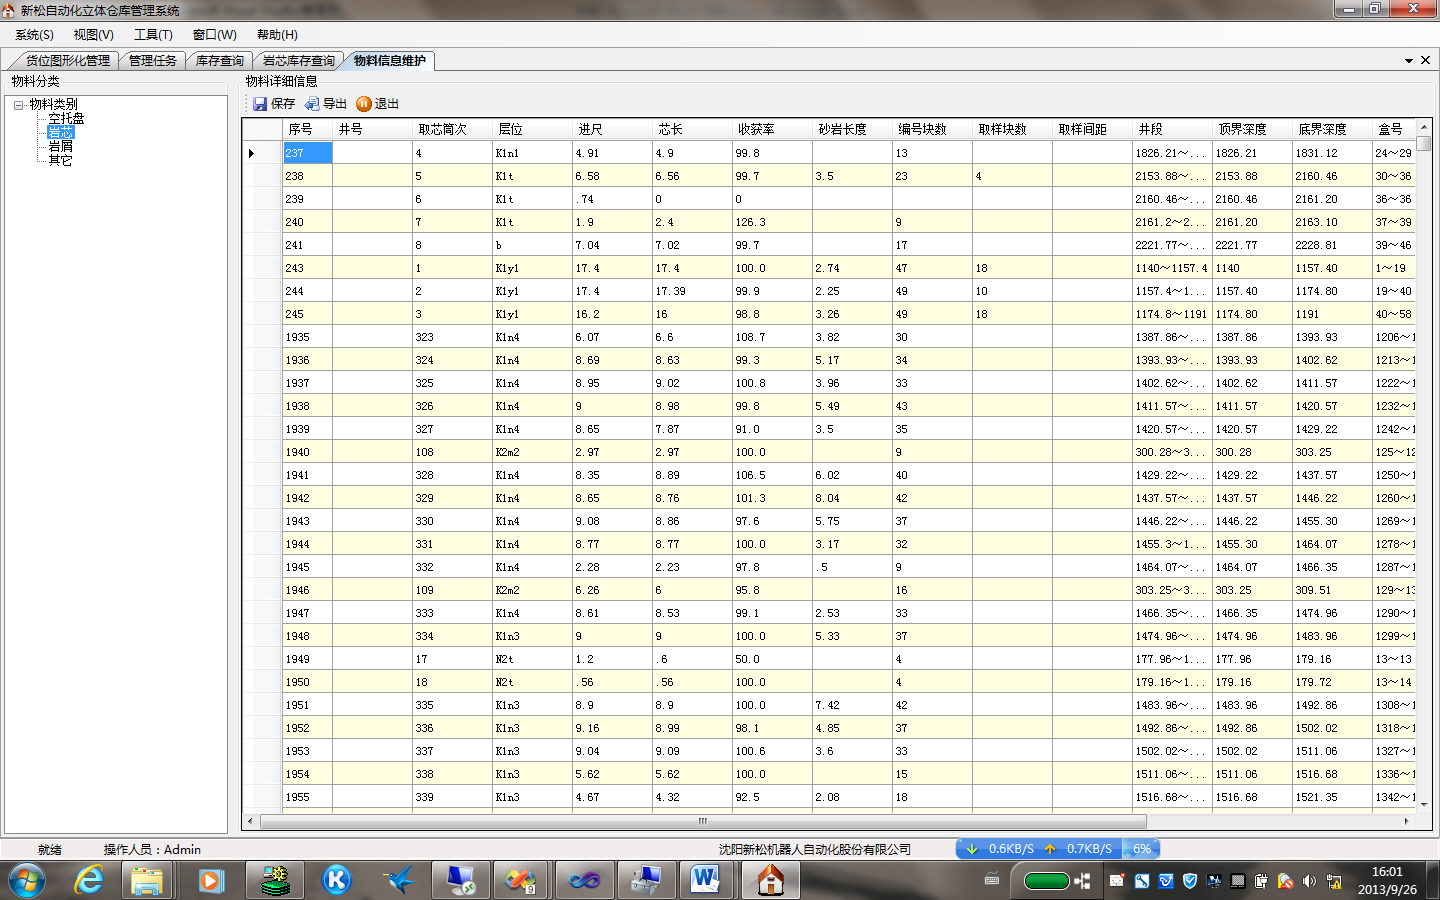 新松自动化立体仓库管理系统
系统(S) 视图(V) 工具(T) 窗口(W) 帮助(H)
货位图形化管理 管理任务 库存查询 岩芯库存查询 物料信息维护
物料分类
物料类别
空托盘
岩芯
岩屑
其它
物料详细信息
保存 导出 退出
序号 井号 取芯筒次 层位 进尺 芯长 收获率 砂岩长度 编号块数 取样块数 取样间距 井段 顶界深度 底界深度 盒号
237 4 K1n1 4.91 4.9 99.8 13 1826.21～... 1826.21 1831.12 24～29
238 5 K1t 6.58 6.56 99.7 3.5 23 4 2153.88～... 2153.88 2160.46 30～36
239 6 K1t .74 0 0 2160.46～... 2160.46 2161.20 36～36
240 7 K1t 1.9 2.4 126.3 9 2161.2～2... 2161.20 2163.10 37～39
241 8 b 7.04 7.02 99.7 17 2221.77～... 2221.77 2228.81 39～46
243 1 K1y1 17.4 17.4 100.0 2.74 47 18 1140～1157.4 1140 1157.40 1～19
244 2 K1y1 17.4 17.39 99.9 2.25 49 10 1157.4～1... 1157.40 1174.80 19～40
245 3 K1y1 16.2 16 98.8 3.26 49 18 1174.8～1191 1174.80 1191 40～58
1935 323 K1n4 6.07 6.6 108.7 3.82 30 1387.86～... 1387.86 1393.93 1206～1
1936 324 K1n4 8.69 8.63 99.3 5.17 34 1393.93～... 1393.93 1402.62 1213～1
1937 325 K1n4 8.95 9.02 100.8 3.96 33 1402.62～... 1402.62 1411.57 1222～1
1938 326 K1n4 9 8.98 99.8 5.49 43 1411.57～... 1411.57 1420.57 1232～1
1939 327 K1n4 8.65 7.87 91.0 3.5 35 1420.57～... 1420.57 1429.22 1242～1
1940 108 K2m2 2.97 2.97 100.0 9 300.28～3... 300.28 303.25 125～12
1941 328 K1n4 8.35 8.89 106.5 6.02 40 1429.22～... 1429.22 1437.57 1250～1
1942 329 K1n4 8.65 8.76 101.3 8.04 42 1437.57～... 1437.57 1446.22 1260～1
1943 330 K1n4 9.08 8.86 97.6 5.75 37 1446.22～... 1446.22 1455.30 1269～1
1944 331 K1n4 8.77 8.77 100.0 3.17 32 1455.3～1... 1455.30 1464.07 1278～1
1945 332 K1n4 2.28 2.23 97.8 .5 9 1464.07～... 1464.07 1466.35 1287～1
1946 109 K2m2 6.26 6 95.8 16 303.25～3... 303.25 309.51 129～13
1947 333 K1n4 8.61 8.53 99.1 2.53 33 1466.35～... 1466.35 1474.96 1290～1
1948 334 K1n3 9 9 100.0 5.33 37 1474.96～... 1474.96 1483.96 1299～1
1949 17 N2t 1.2 .6 50.0 4 177.96～1... 177.96 179.16 13～13
1950 18 N2t .56 .56 100.0 4 179.16～1... 179.16 179.72 13～14
1951 335 K1n3 8.9 8.9 100.0 7.42 42 1483.96～... 1483.96 1492.86 1308～1
1952 336 K1n3 9.16 8.99 98.1 4.85 37 1492.86～... 1492.86 1502.02 1318～1
1953 337 K1n3 9.04 9.09 100.6 3.6 33 1502.02～... 1502.02 1511.06 1327～1
1954 338 K1n3 5.62 5.62 100.0 15 1511.06～... 1511.06 1516.68 1336～1
1955 339 K1n3 4.67 4.32 92.5 2.08 18 1516.68～... 1516.68 1521.35 1342～1
就绪 操作人员：Admin 沈阳新松机器人自动化股份有限公司 0.6KB/S 0.7KB/S 6%
16:01
2013/9/26